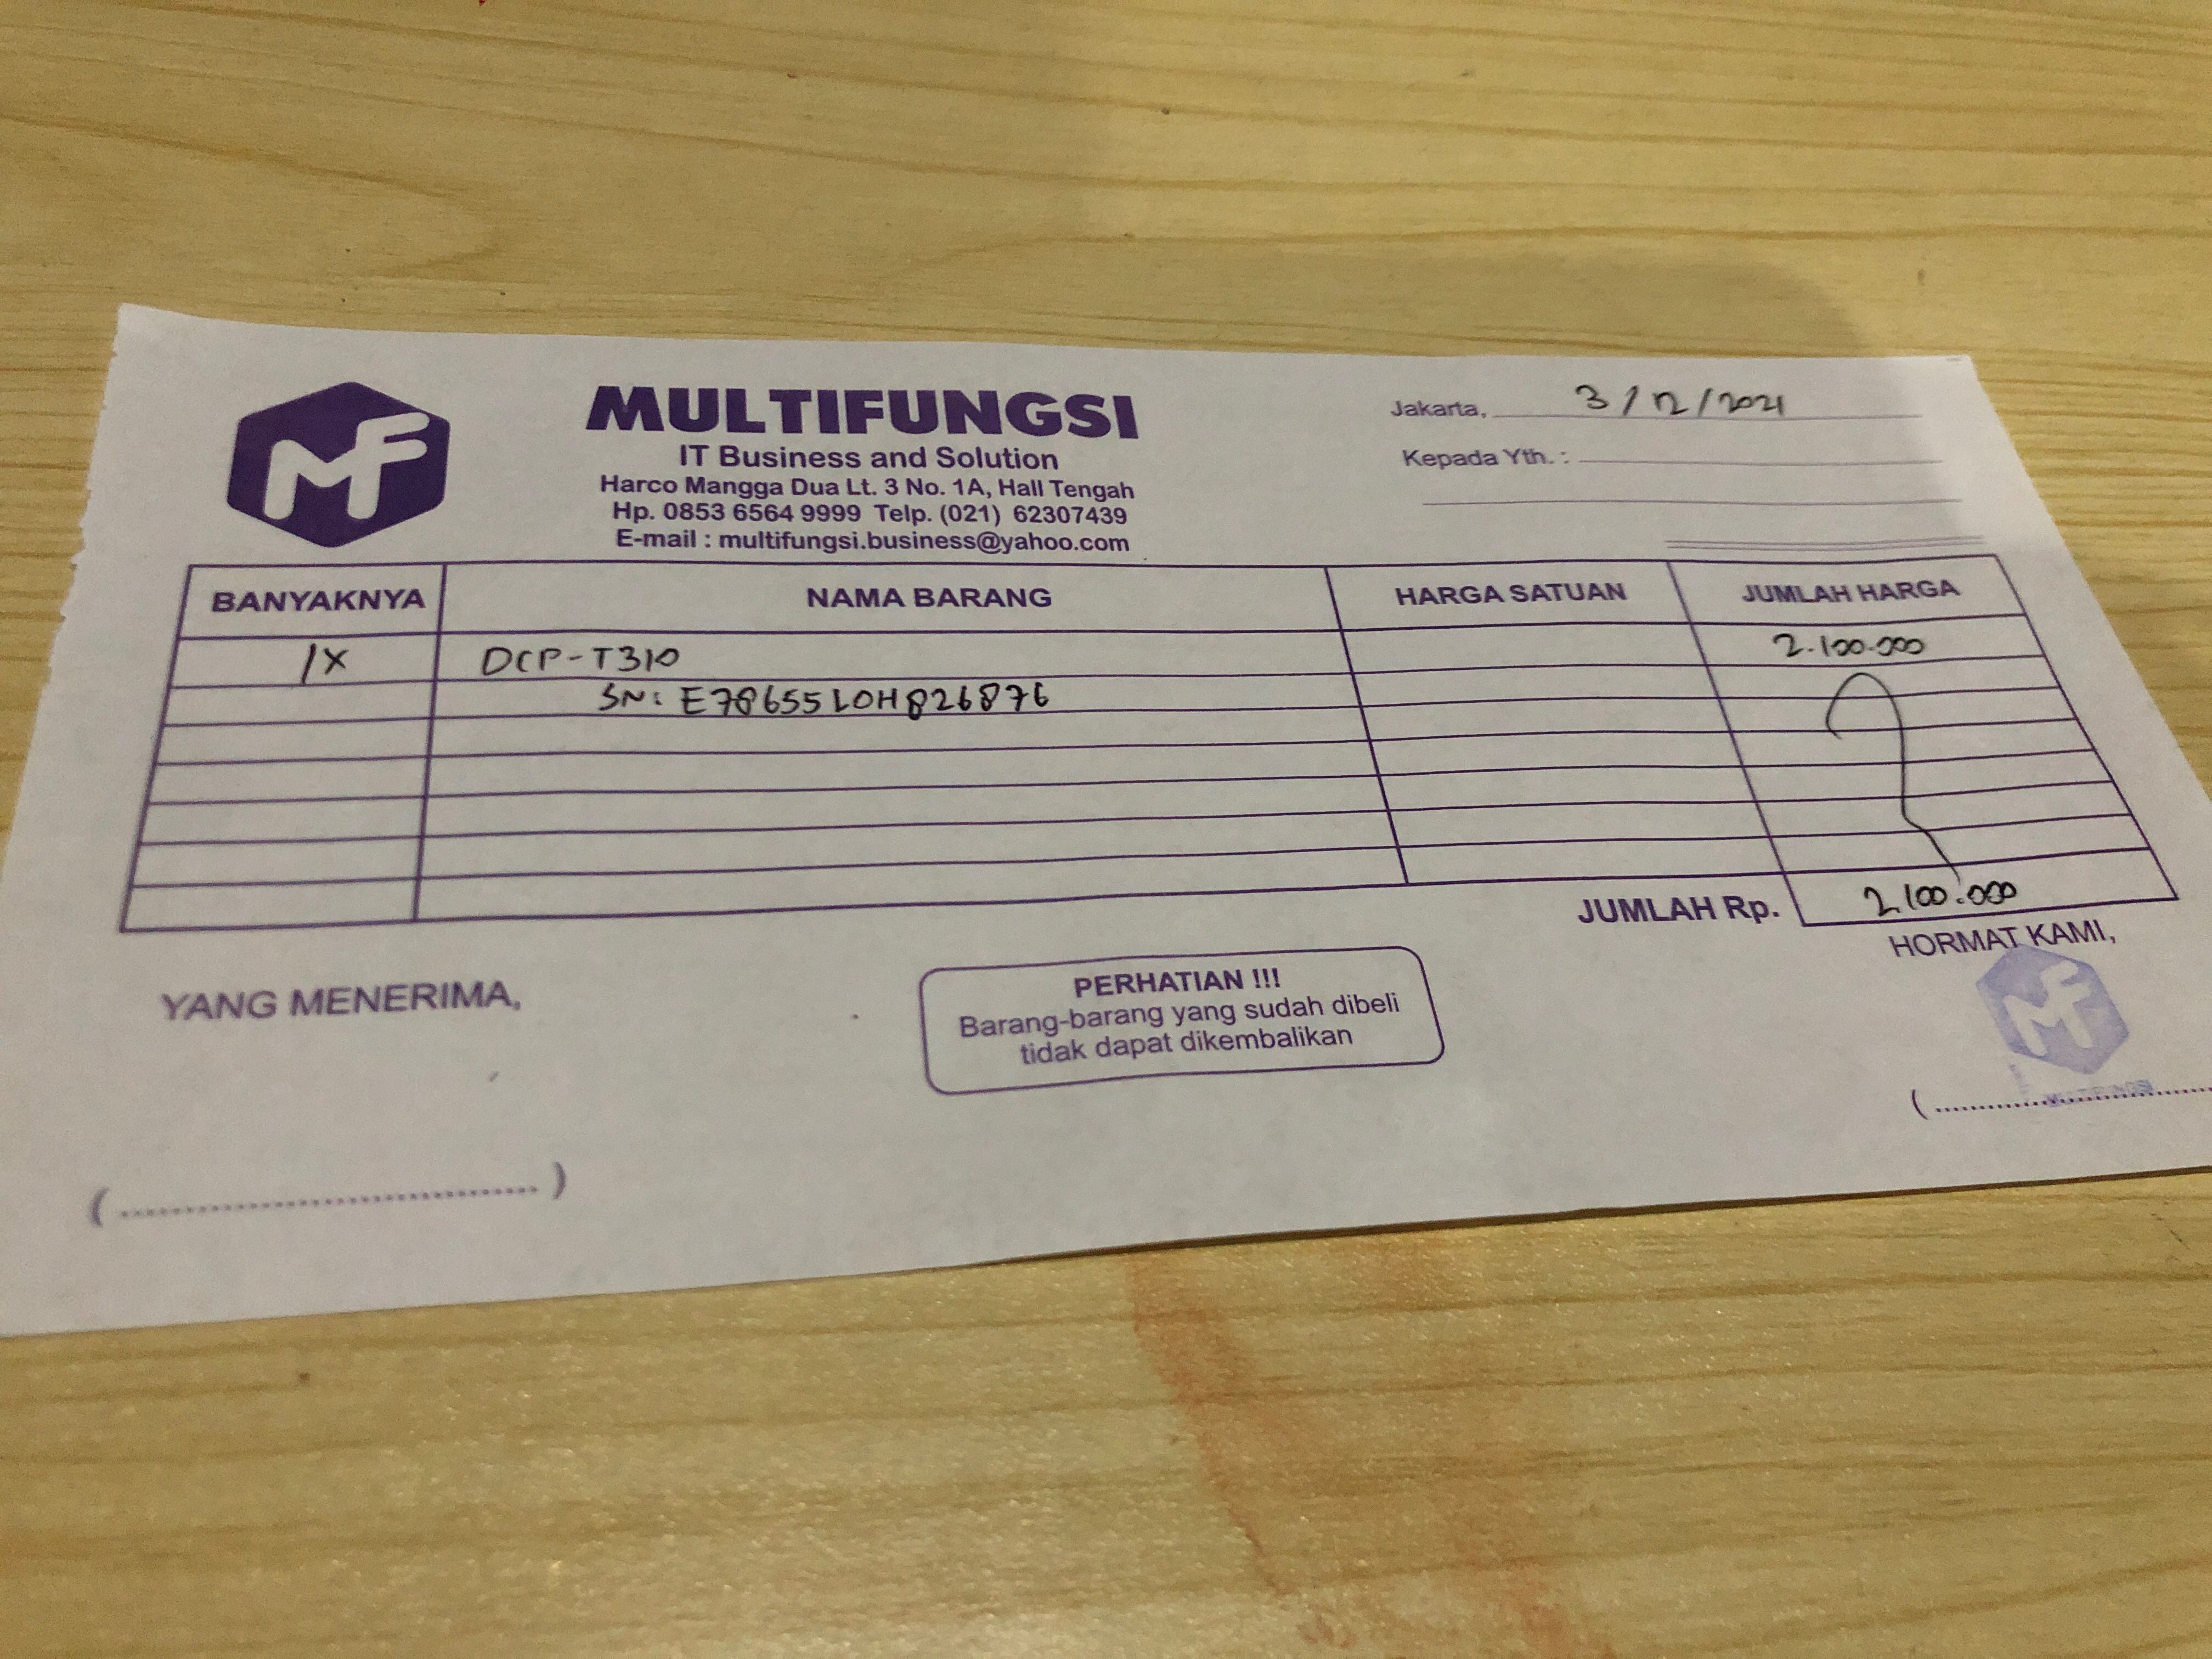 MF
MULTIFUNGSI
IT Business and Solution
Harco Mangga Dua Lt. 3 No. 1A, Hall Tengah
Hp. 0853 6564 9999 Telp. (021) 62307439
E-mail : multifungsi.business@yahoo.com
Jakarta, 3/12/2021
Kepada Yth. :
BANYAKNYA NAMA BARANG HARGA SATUAN JUMLAH HARGA
1X DCP-T310 2.100.000
SN: E78655L0H826876
JUMLAH Rp. 2.100.000
YANG MENERIMA,
PERHATIAN !!!
Barang-barang yang sudah dibeli
tidak dapat dikembalikan
HORMAT KAMI,
MF
(.................................)
(.................................